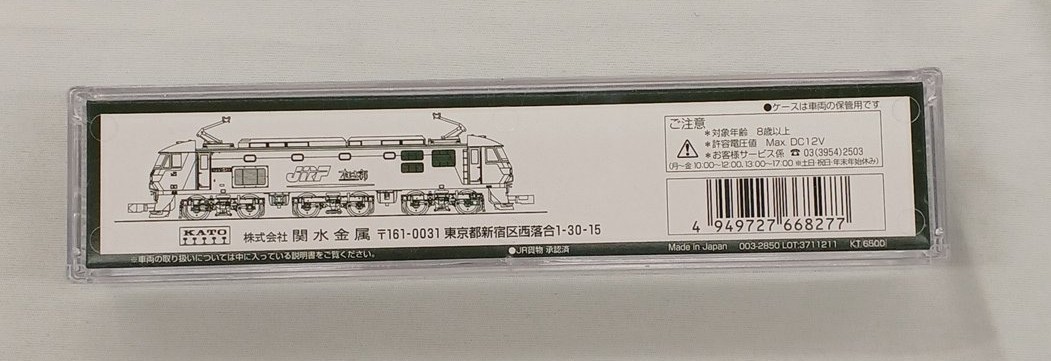 ●ケースは車両の保管用です
ご注意
*対象年齢 8歳以上
*許容電圧値 Max. DC12V
*お客様サービス係 ☎ 03(3954)2503
(月〜金 10:00〜12:00, 13:00〜17:00 ※土日・祝日・年末年始休み)
JRF
KATO
株式会社 関水金属 〒161-0031 東京都新宿区西落合1-30-15
4 949727 668277
Made in Japan 003-2850 LOT:3711211 KT 6500
●JR貨物 承認済
※車両の取り扱いについては中に入っている説明書をご覧ください。